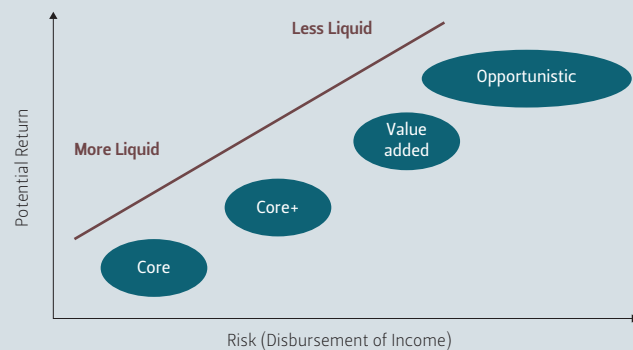 Less Liquid
Opportunistic
Value
added
More Liquid
Core+
Core
Potential Return
Risk (Disbursement of Income)